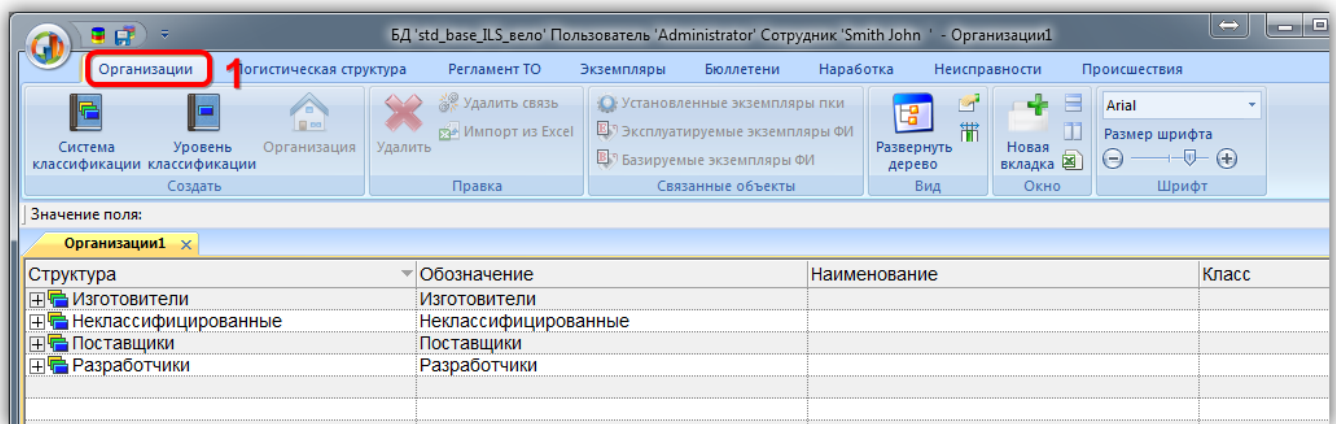 БД 'std_base_ILS_вело' Пользователь 'Administrator' Сотрудник 'Smith John ' - Организации1
Организации 1 Логистическая структура Регламент ТО Экземпляры Бюллетени Наработка Неисправности Происшествия
Система классификации Уровень классификации Организация
Создать
Удалить Удалить связь
Импорт из Excel
Правка
Установленные экземпляры пки
Эксплуатируемые экземпляры ФИ
Базируемые экземпляры ФИ
Связанные объекты
Развернуть дерево
Вид
Новая вкладка
Окно
Arial
Размер шрифта
Шрифт
Значение поля:
Организации1
Структура Обозначение Наименование Класс
Изготовители Изготовители
Неклассифицированные Неклассифицированные
Поставщики Поставщики
Разработчики Разработчики